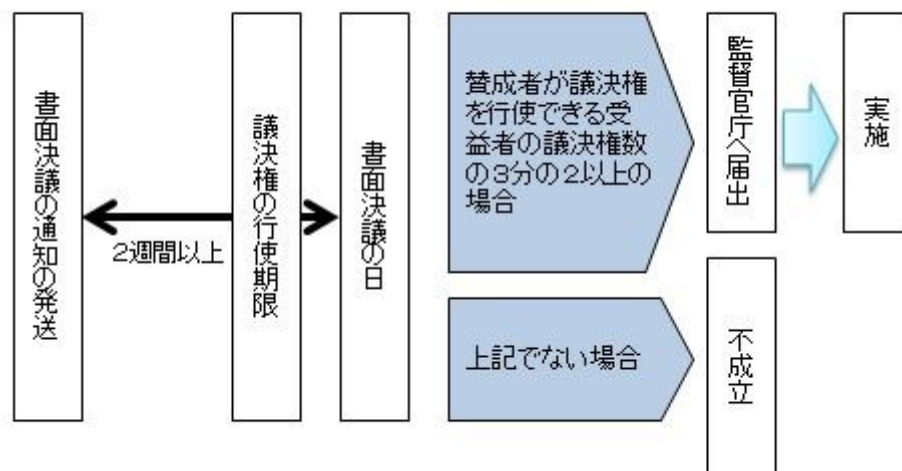 書面決議の通知の発送
2週間以上
議決権の行使期限
書面決議の日
賛成者が議決権
を行使できる受
益者の議決権数
の3分の2以上の
場合
監督官庁へ届出
実施
上記でない場合
不成立